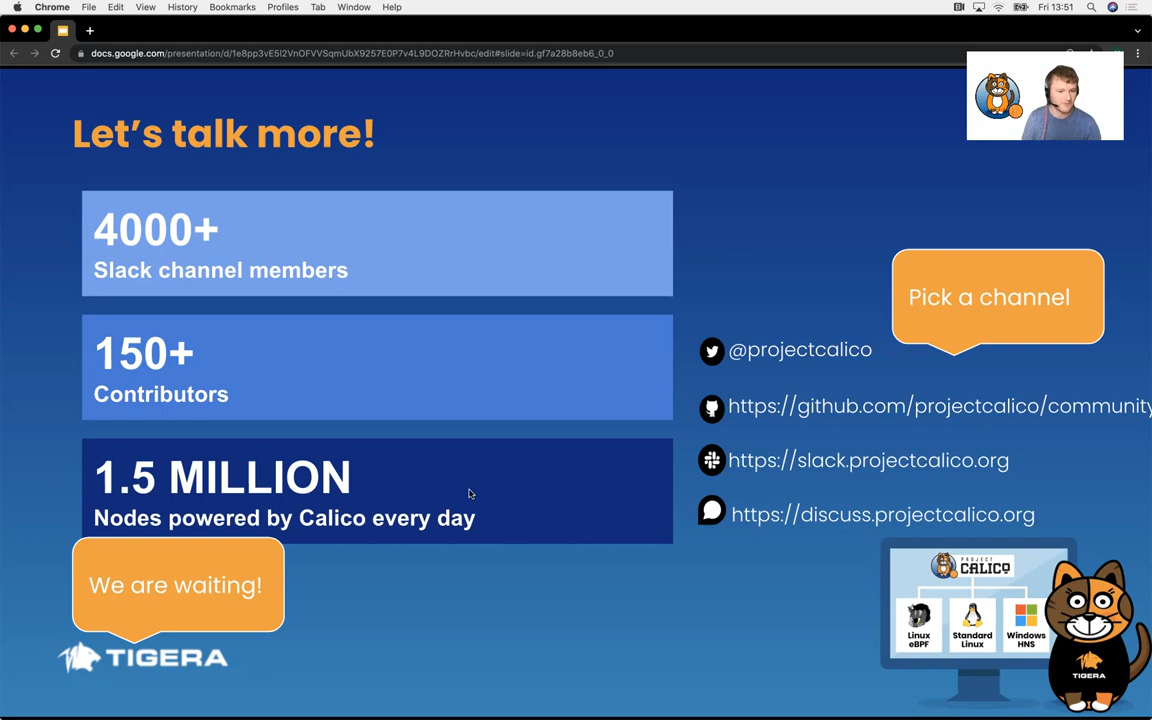 Chrome File Edit View History Bookmarks Profiles Tab Window Help
Fri 13:51
docs.google.com/presentation/d/1e8pp3vE5l2VnOFVVSqmUbX9257E0P7v4L9DOZRrHvbc/edit#slide=id.gf7a28b8eb6_0_0
Let's talk more!
4000+
Slack channel members
150+
Contributors
1.5 MILLION
Nodes powered by Calico every day
We are waiting!
TIGERA
Pick a channel
@projectcalico
https://github.com/projectcalico/community
https://slack.projectcalico.org
https://discuss.projectcalico.org
PROJECT
CALICO
Linux
eBPF
Standard
Linux
Windows
HNS
TIGERA